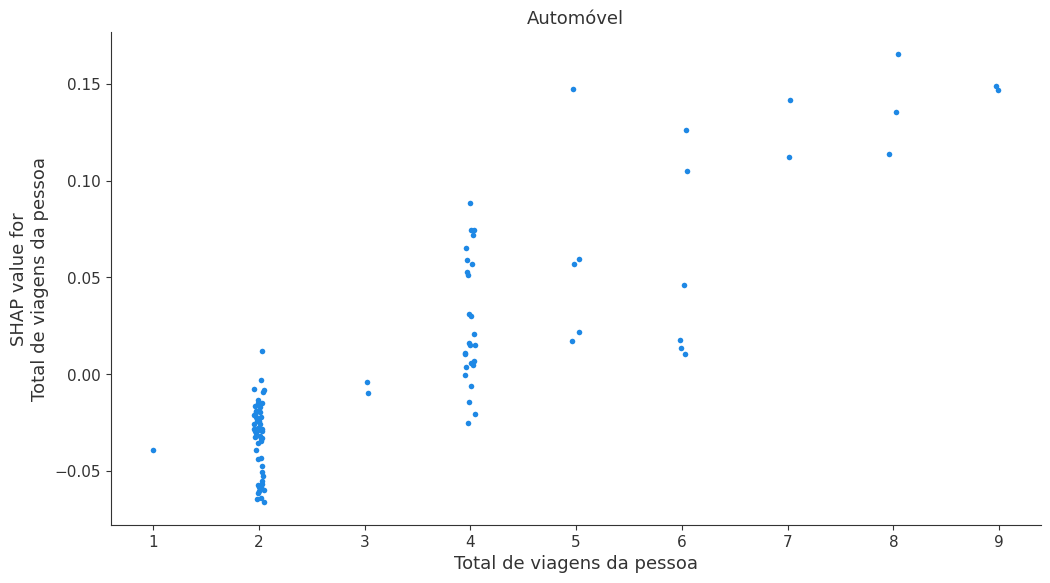 Automóvel
SHAP value for
Total de viagens da pessoa
0.15
0.10
0.05
0.00
−0.05
1 2 3 4 5 6 7 8 9
Total de viagens da pessoa